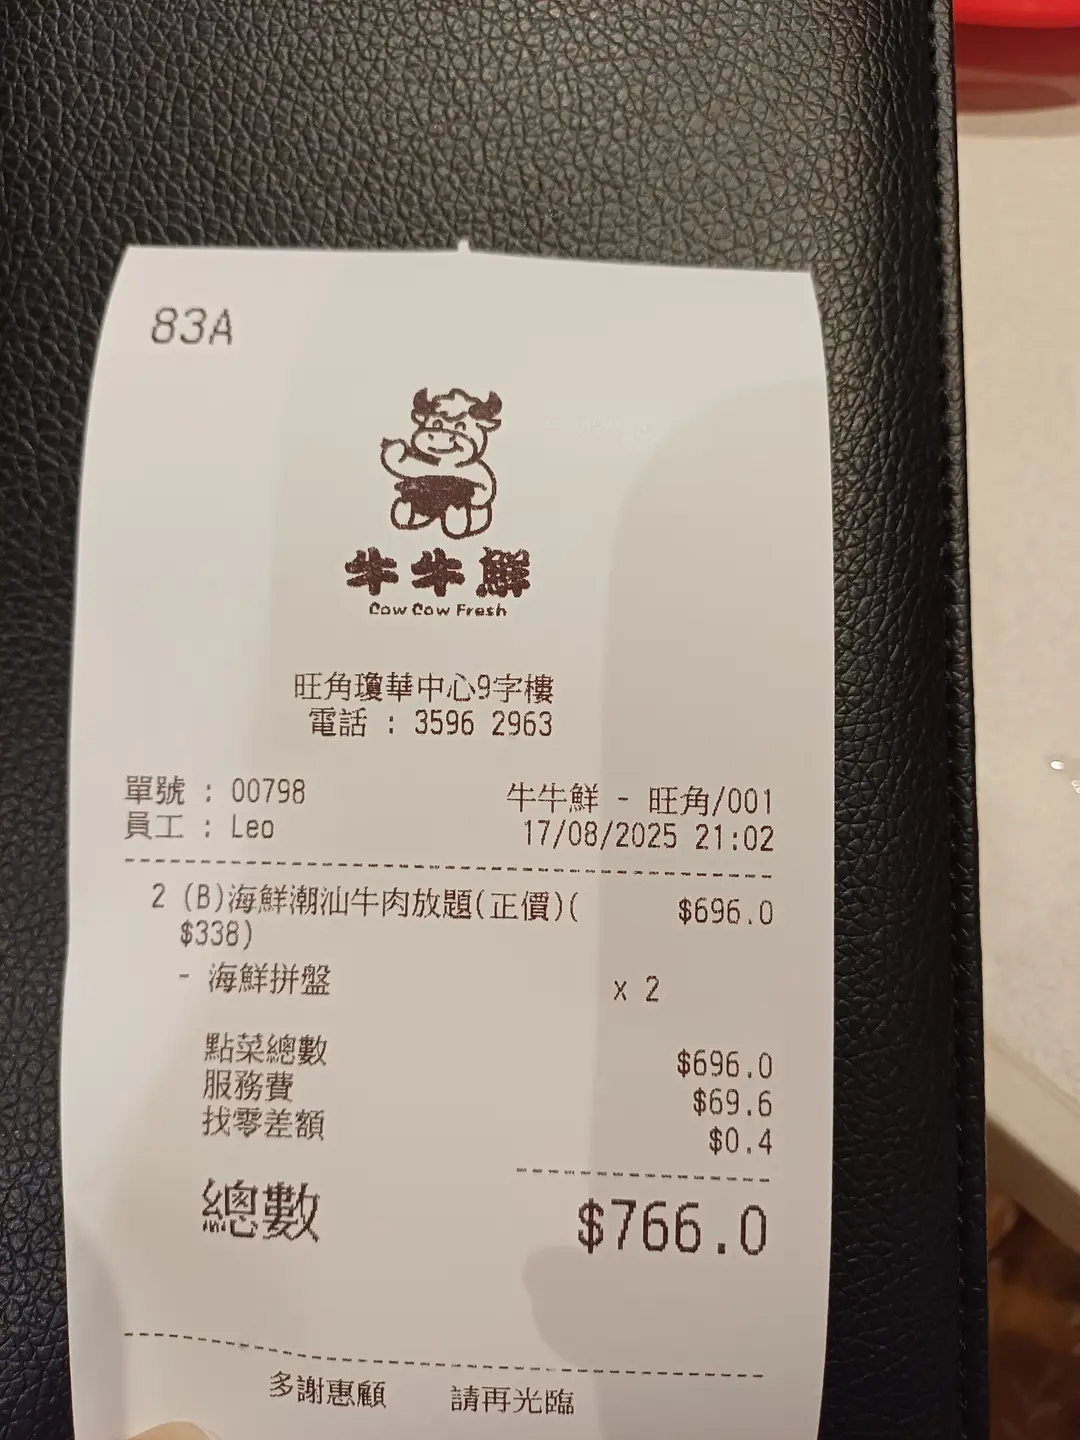 83A
牛牛鮮
Cow Cow Fresh
旺角瓊華中心9字樓
電話 : 3596 2963
單號 : 00798 牛牛鮮 - 旺角/001
員工 : Leo 17/08/2025 21:02
2 (B)海鮮潮汕牛肉放題(正價)( $696.0
$338)
- 海鮮拼盤 x 2
點菜總數 $696.0
服務費 $69.6
找零差額 $0.4
總數 $766.0
多謝惠顧 請再光臨